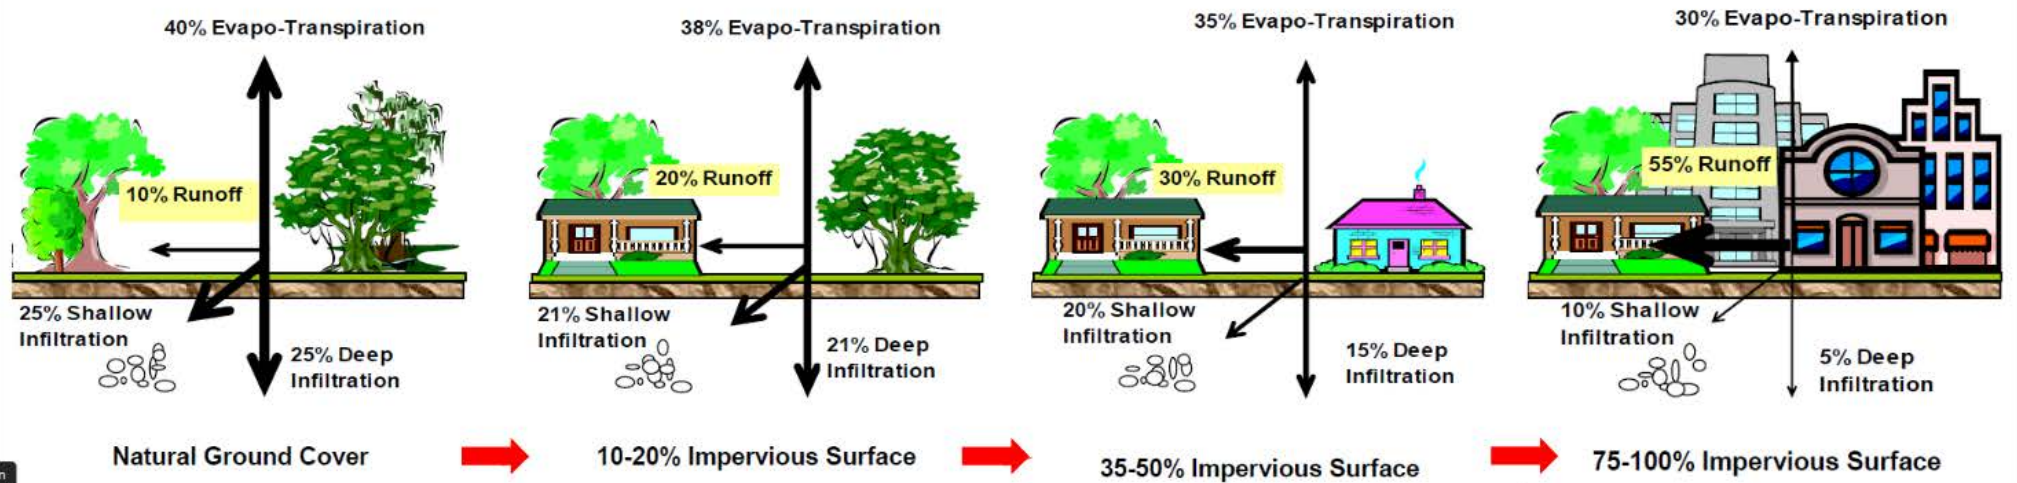 40% Evapo-Transpiration
10% Runoff
25% Shallow
Infiltration
25% Deep
Infiltration
Natural Ground Cover
38% Evapo-Transpiration
20% Runoff
21% Shallow
Infiltration
21% Deep
Infiltration
10-20% Impervious Surface
35% Evapo-Transpiration
30% Runoff
20% Shallow
Infiltration
15% Deep
Infiltration
35-50% Impervious Surface
30% Evapo-Transpiration
55% Runoff
10% Shallow
Infiltration
5% Deep
Infiltration
75-100% Impervious Surface